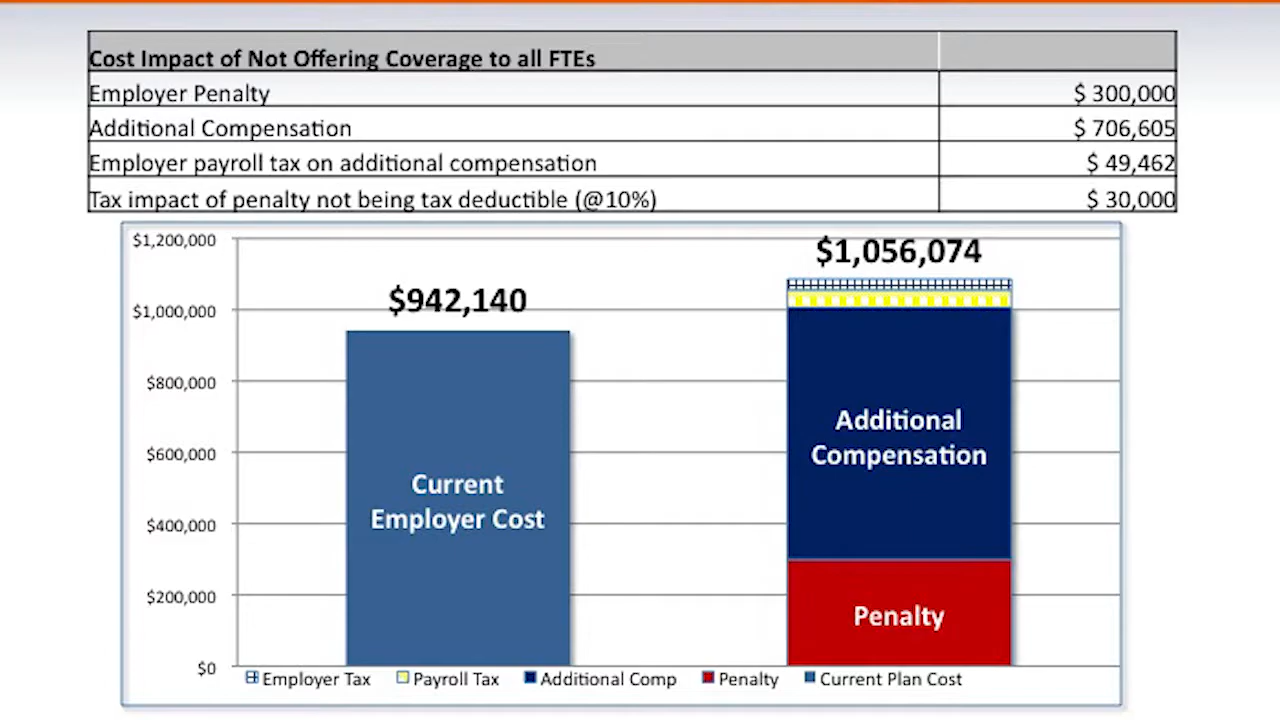 Cost Impact of Not Offering Coverage to all FTEs
Employer Penalty $ 300,000
Additional Compensation $ 706,605
Employer payroll tax on additional compensation $ 49,462
Tax impact of penalty not being tax deductible (@10%) $ 30,000
$1,200,000
$1,000,000
$800,000
$600,000
$400,000
$200,000
$0
$942,140
Current
Employer Cost
$1,056,074
Additional
Compensation
Penalty
Employer Tax Payroll Tax Additional Comp Penalty Current Plan Cost